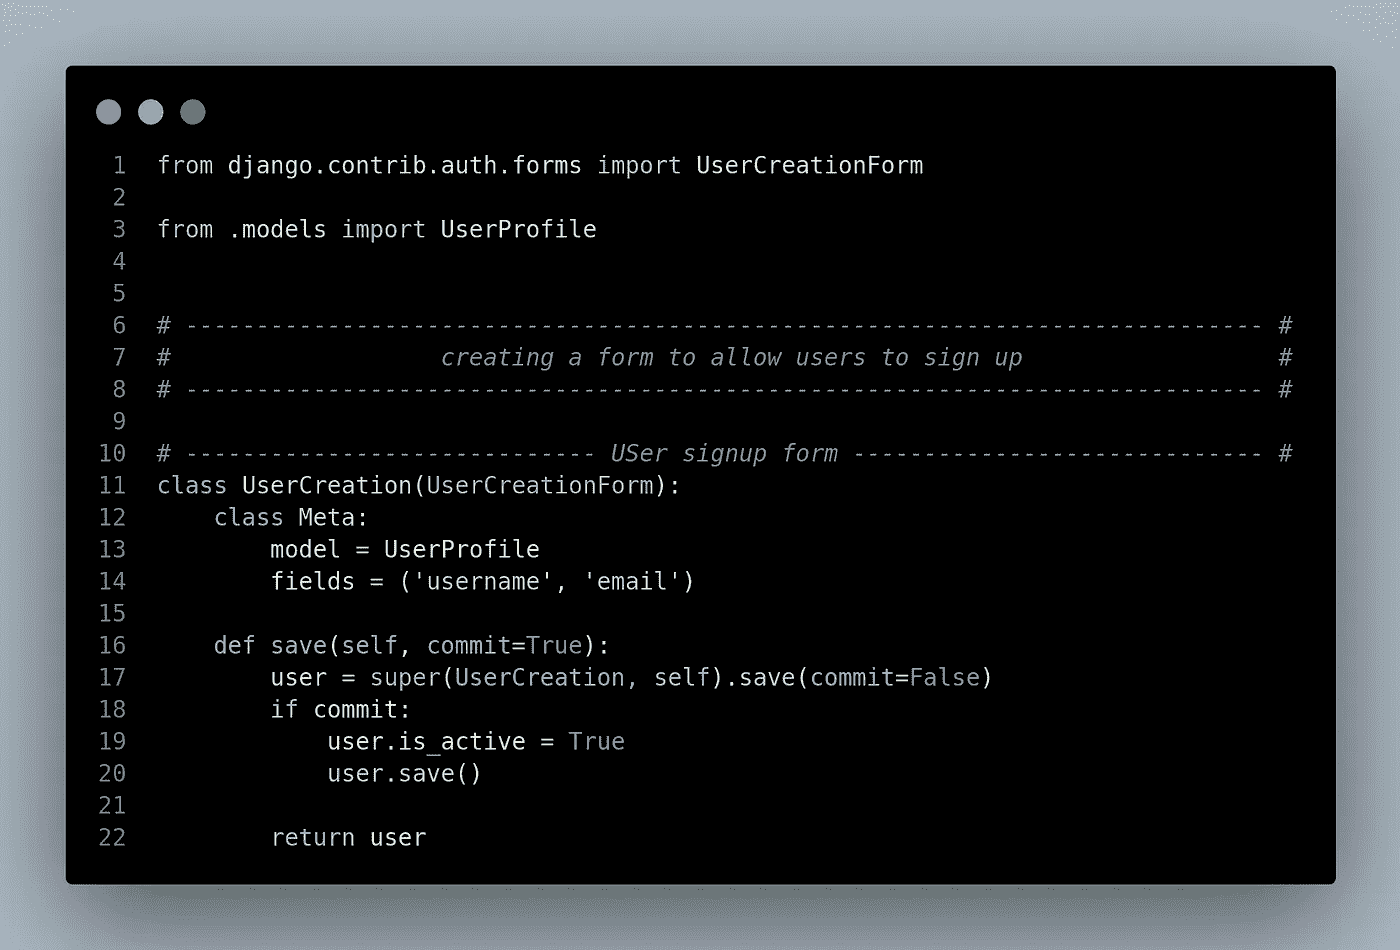 1 from django.contrib.auth.forms import UserCreationForm
2
3 from .models import UserProfile
4
5
6 # ---------------------------------------------------------------------------- #
7 #                   creating a form to allow users to sign up                  #
8 # ---------------------------------------------------------------------------- #
9
10 # ----------------------------- USer signup form ----------------------------- #
11 class UserCreation(UserCreationForm):
12     class Meta:
13         model = UserProfile
14         fields = ('username', 'email')
15
16     def save(self, commit=True):
17         user = super(UserCreation, self).save(commit=False)
18         if commit:
19             user.is_active = True
20             user.save()
21
22         return user